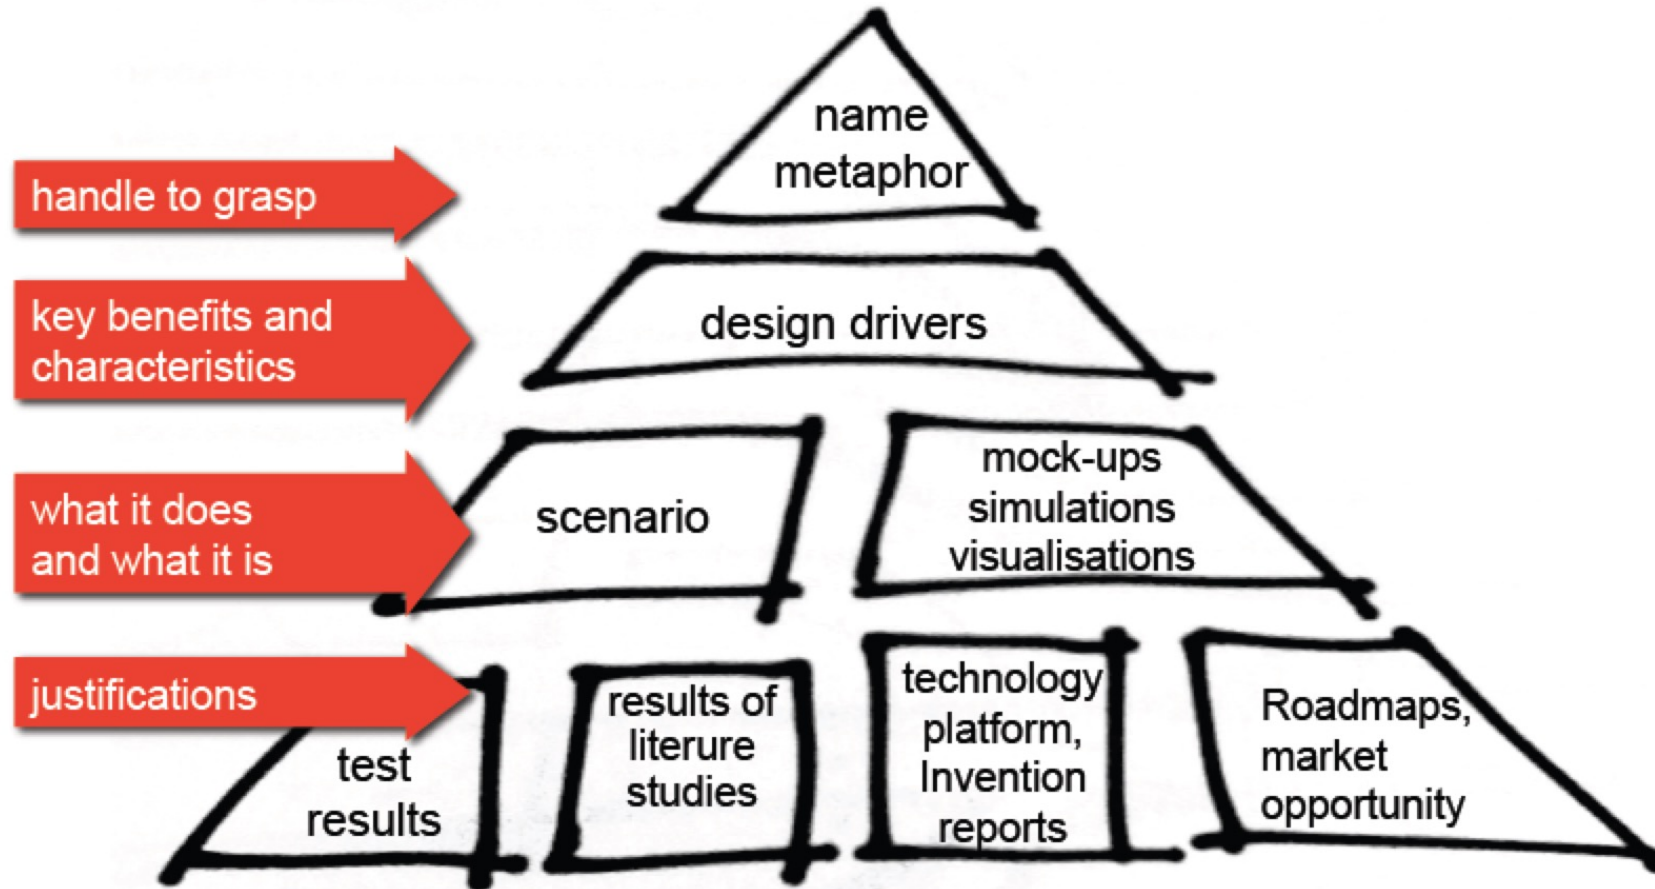 name
metaphor
handle to grasp
key benefits and
characteristics
design drivers
what it does
and what it is
scenario
mock-ups
simulations
visualisations
justifications
test
results
results of
literure
studies
technology
platform,
Invention
reports
Roadmaps,
market
opportunity